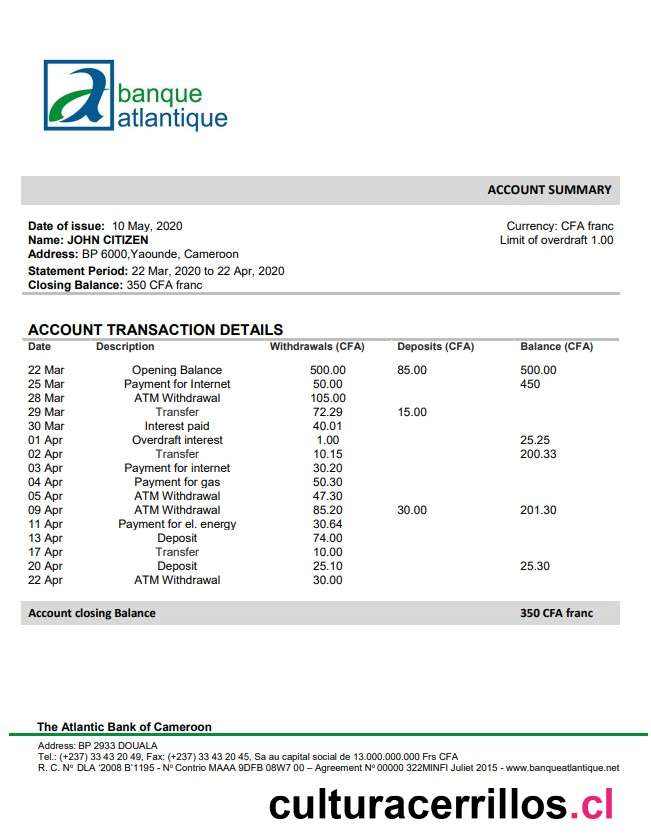 banque
atlantique
ACCOUNT SUMMARY
Date of issue: 10 May, 2020 Currency: CFA franc
Name: JOHN CITIZEN Limit of overdraft 1.00
Address: BP 6000,Yaounde, Cameroon
Statement Period: 22 Mar, 2020 to 22 Apr, 2020
Closing Balance: 350 CFA franc
ACCOUNT TRANSACTION DETAILS
Date Description Withdrawals (CFA) Deposits (CFA) Balance (CFA)
22 Mar Opening Balance 500.00 85.00 500.00
25 Mar Payment for Internet 50.00 450
28 Mar ATM Withdrawal 105.00
29 Mar Transfer 72.29 15.00
30 Mar Interest paid 40.01
01 Apr Overdraft interest 1.00 25.25
02 Apr Transfer 10.15 200.33
03 Apr Payment for internet 30.20
04 Apr Payment for gas 50.30
05 Apr ATM Withdrawal 47.30
09 Apr ATM Withdrawal 85.20 30.00 201.30
11 Apr Payment for el. energy 30.64
13 Apr Deposit 74.00
17 Apr Transfer 10.00
20 Apr Deposit 25.10 25.30
22 Apr ATM Withdrawal 30.00
Account closing Balance 350 CFA franc
The Atlantic Bank of Cameroon
Address: BP 2933 DOUALA
Tel.: (+237) 33 43 20 49, Fax: (+237) 33 43 20 45, Sa au capital social de 13.000.000.000 Frs CFA
R. C. Nº DLA '2008 B'1195 - Nº Contrio MAAA 9DFB 08W7 00 – Agreement Nº 00000 322MINFI Juliet 2015 - www.banqueatlantique.net
culturacerrillos.cl